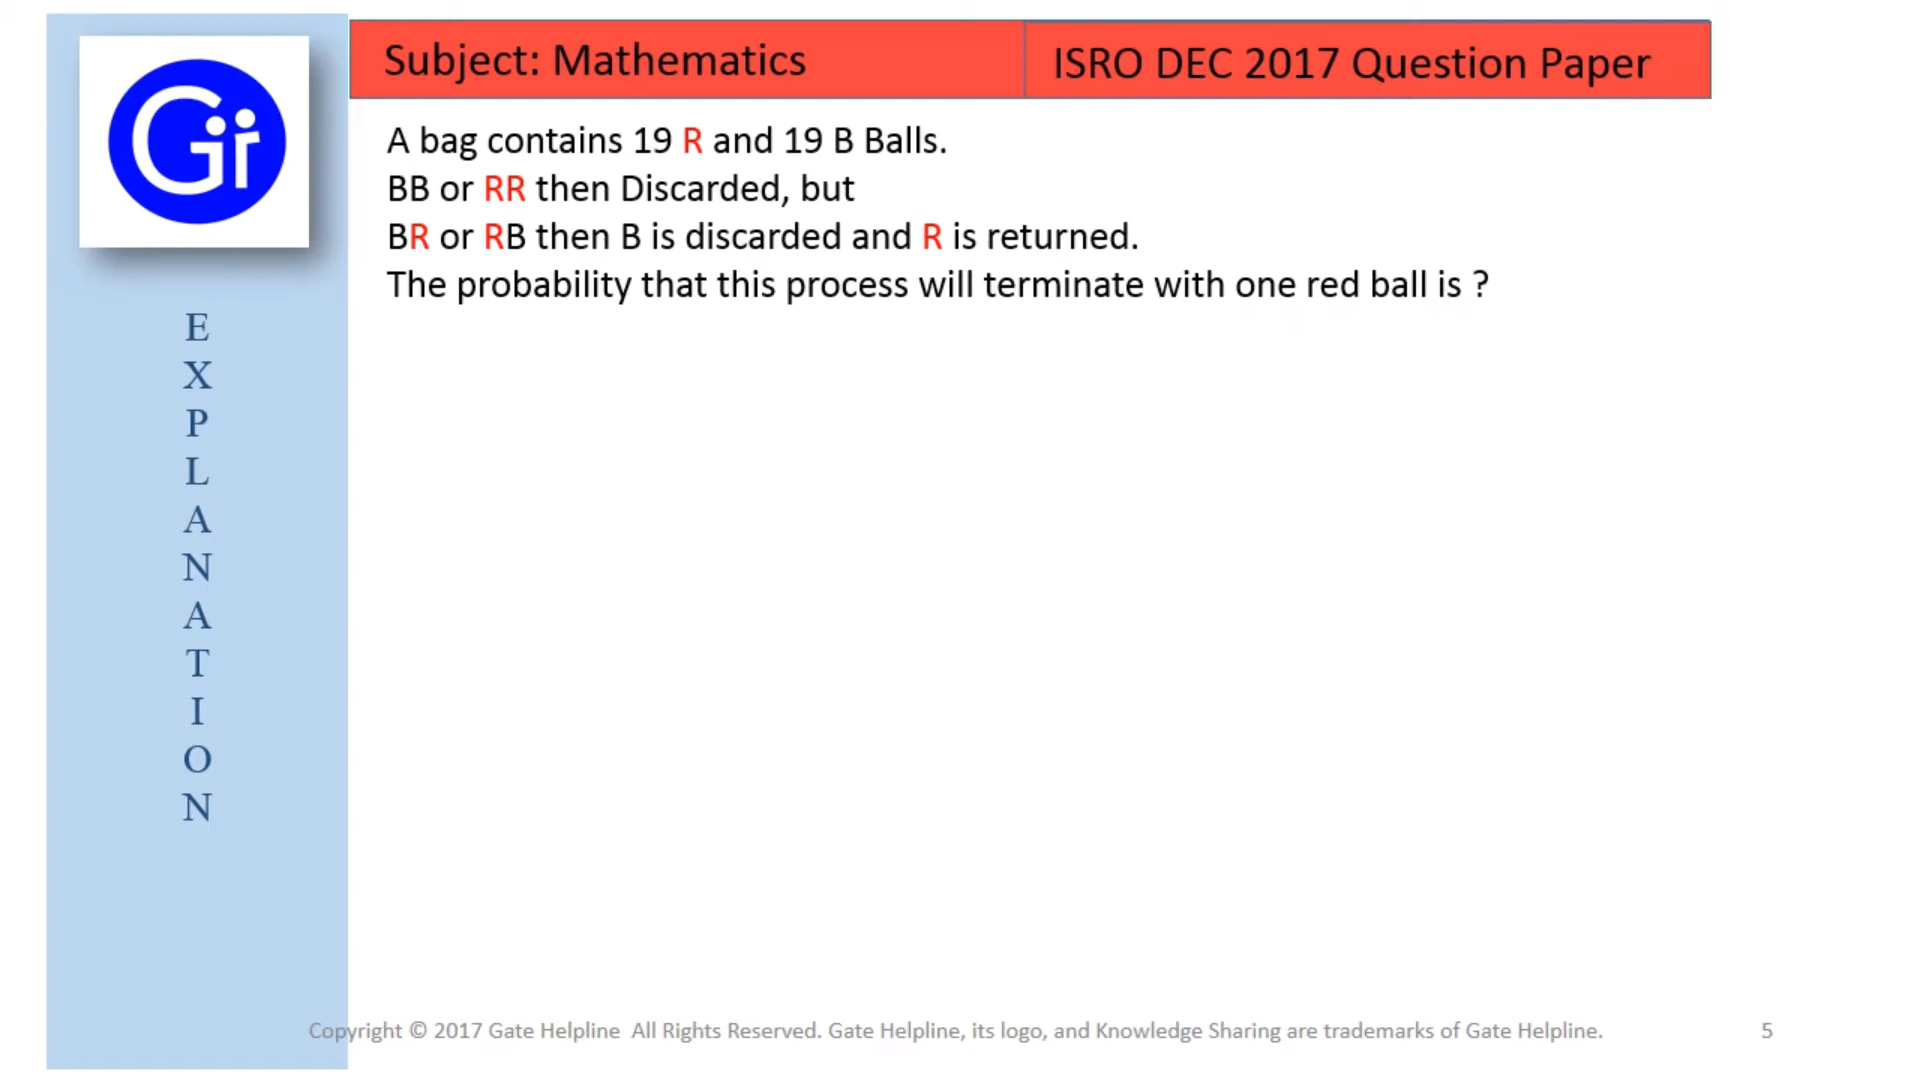 Gi
Subject: Mathematics
ISRO DEC 2017 Question Paper
A bag contains 19 R and 19 B Balls.
BB or RR then Discarded, but
BR or RB then B is discarded and R is returned.
The probability that this process will terminate with one red ball is ?
E
X
P
L
A
N
A
T
I
O
N
Copyright © 2017 Gate Helpline All Rights Reserved. Gate Helpline, its logo, and Knowledge Sharing are trademarks of Gate Helpline.
5